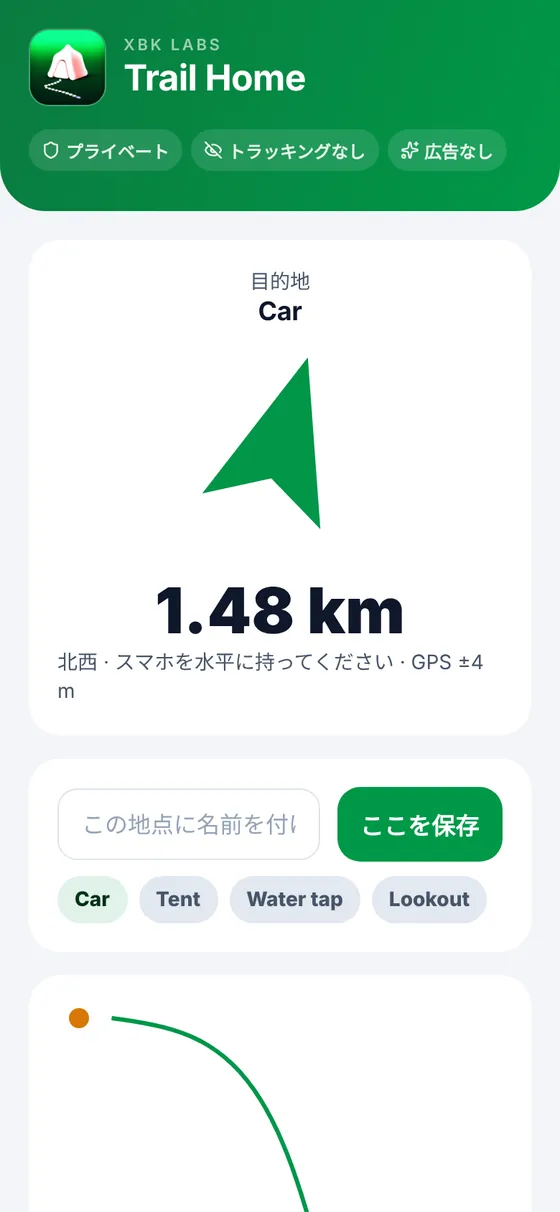 XBK LABS
Trail Home
プライベート
トラッキングなし
広告なし
目的地
Car
1.48 km
北西 · スマホを水平に持ってください · GPS ±4
m
この地点に名前を付け
ここを保存
Car
Tent
Water tap
Lookout